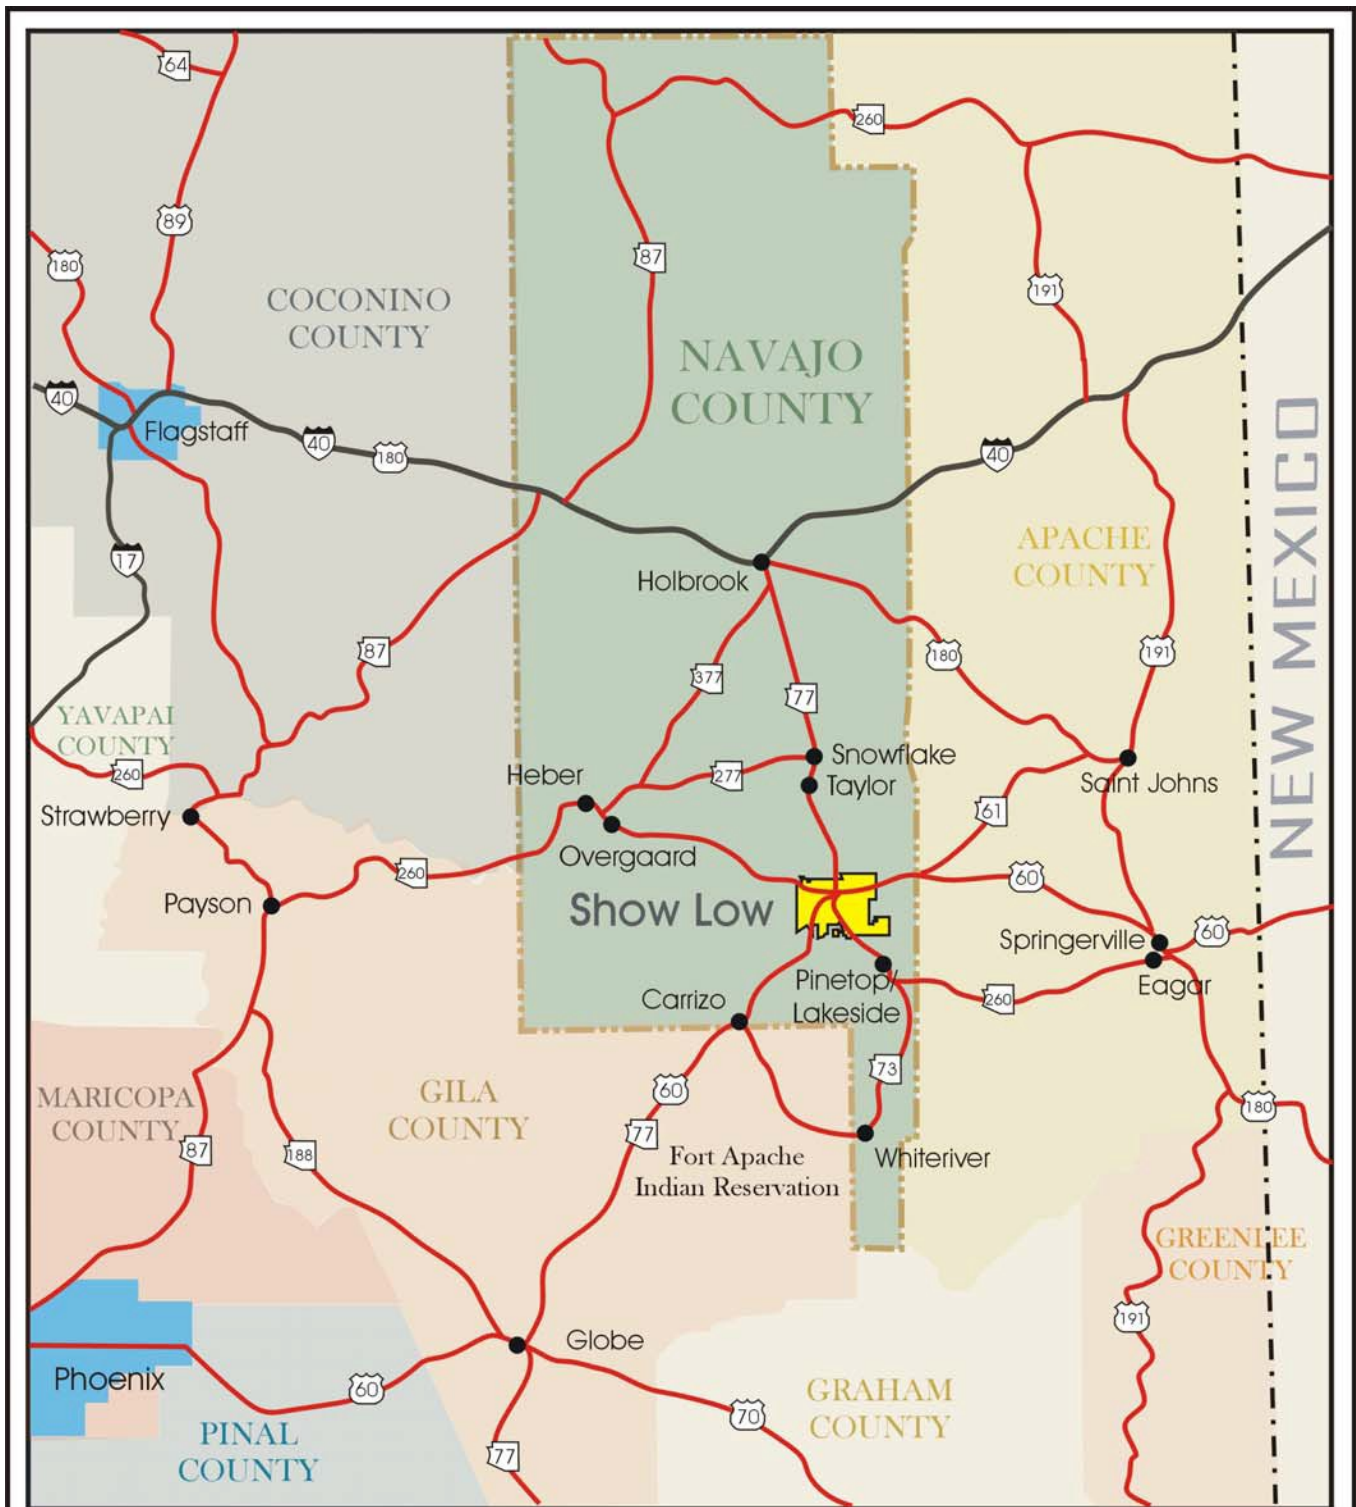 64
260
89
180
87
191
COCONINO
COUNTY
NAVAJO
COUNTY
40
Flagstaff
40
180
40
NEW MEXICO
17
APACHE
COUNTY
Holbrook
87
377
180
191
77
YAVAPAI
COUNTY
260
Heber
277
Snowflake
Taylor
Saint Johns
Strawberry
61
Overgaard
260
60
Payson
Show Low
Springerville
60
Eagar
Pinetop/
Lakeside
260
Carrizo
73
MARICOPA
COUNTY
GILA
COUNTY
60
180
87
188
77
Fort Apache
Indian Reservation
Whiteriver
GREENLEE
COUNTY
191
Globe
Phoenix
60
70
GRAHAM
COUNTY
PINAL
COUNTY
77